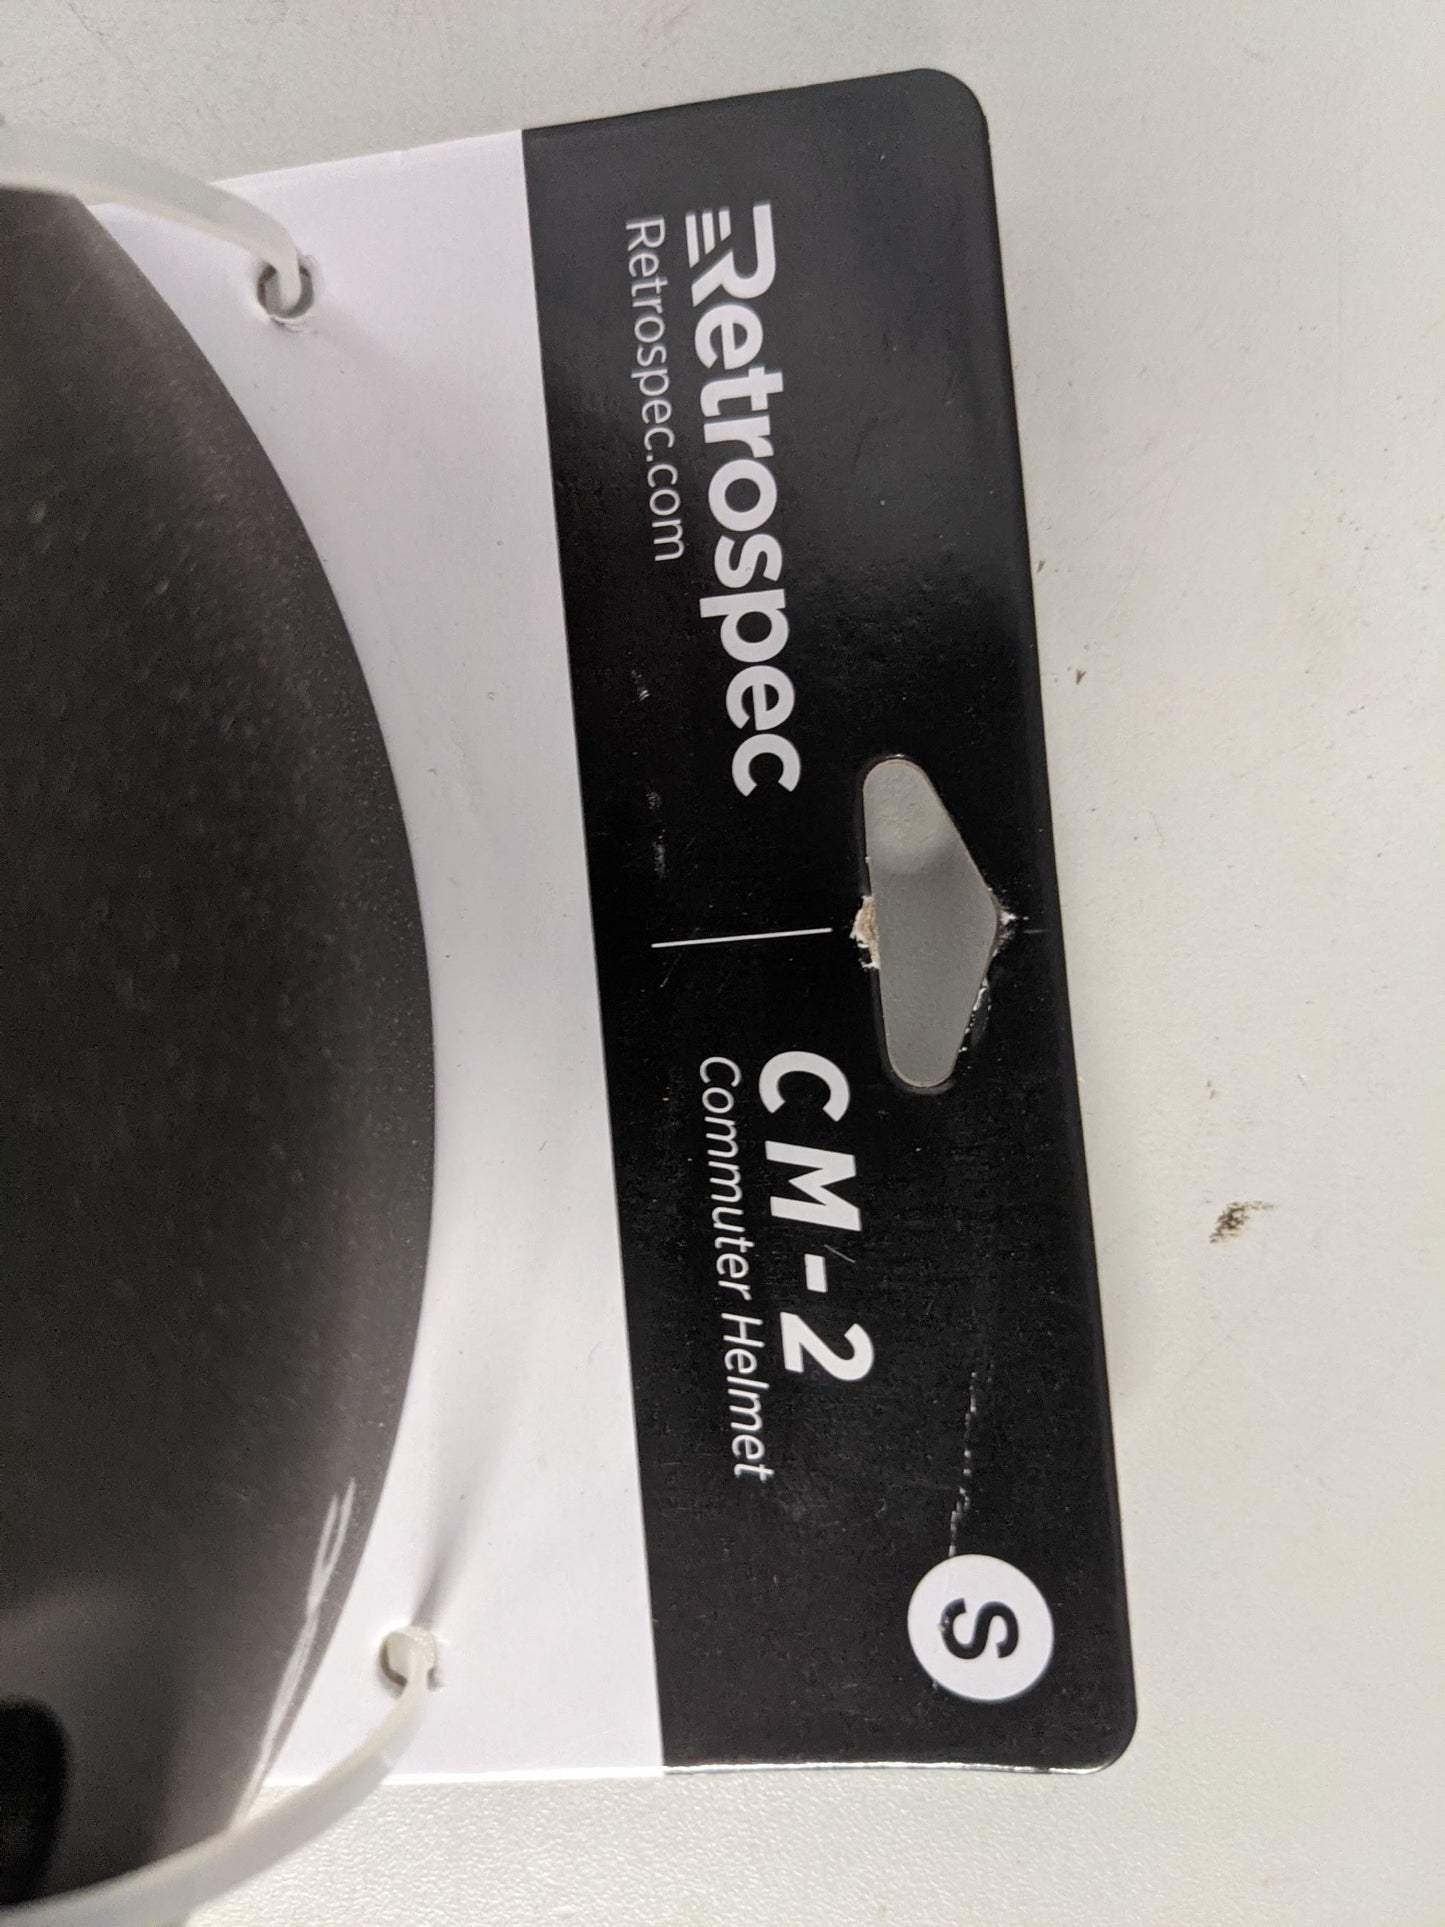 Retrospec
Retrospec.com
CM-2
Commuter Helmet
S